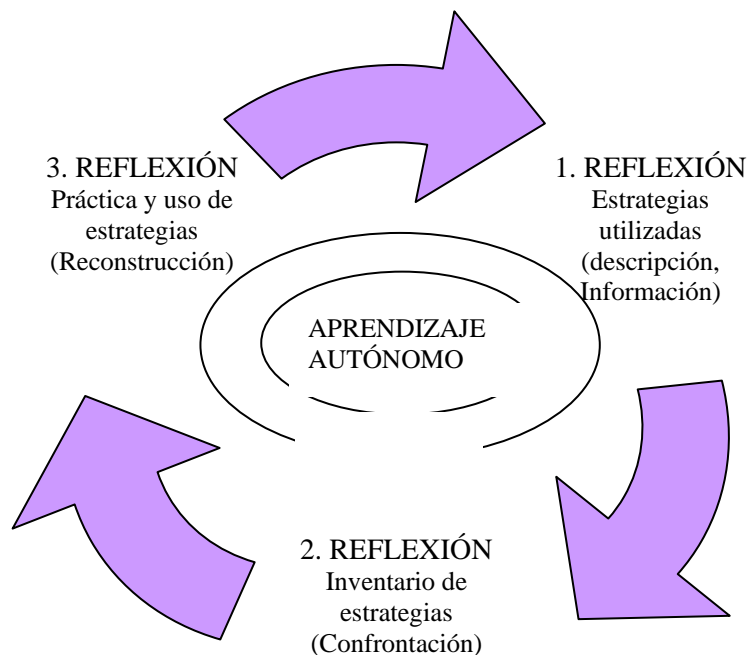 3. REFLEXIÓN
Práctica y uso de
estrategias
(Reconstrucción)
1. REFLEXIÓN
Estrategias
utilizadas
(descripción,
Información)
APRENDIZAJE
AUTÓNOMO
2. REFLEXIÓN
Inventario de
estrategias
(Confrontación)